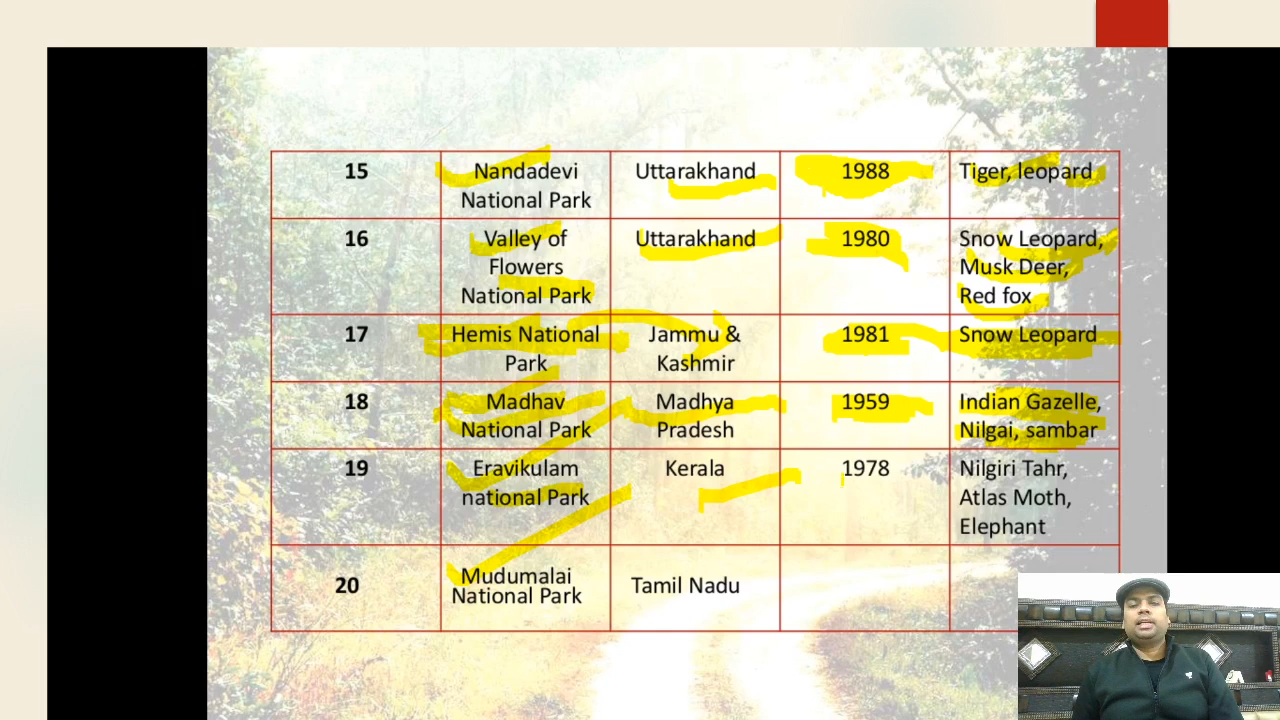 15
Nandadevi
National Park
Uttarakhand
1988
Tiger, leopard
16
Valley of
Flowers
National Park
Uttarakhand
1980
Snow Leopard,
Musk Deer,
Red fox
17
Hemis National
Park
Jammu &
Kashmir
1981
Snow Leopard
18
Madhav
National Park
Madhya
Pradesh
1959
Indian Gazelle,
Nilgai, sambar
19
Eravikulam
national Park
Kerala
1978
Nilgiri Tahr,
Atlas Moth,
Elephant
20
Mudumalai
National Park
Tamil Nadu